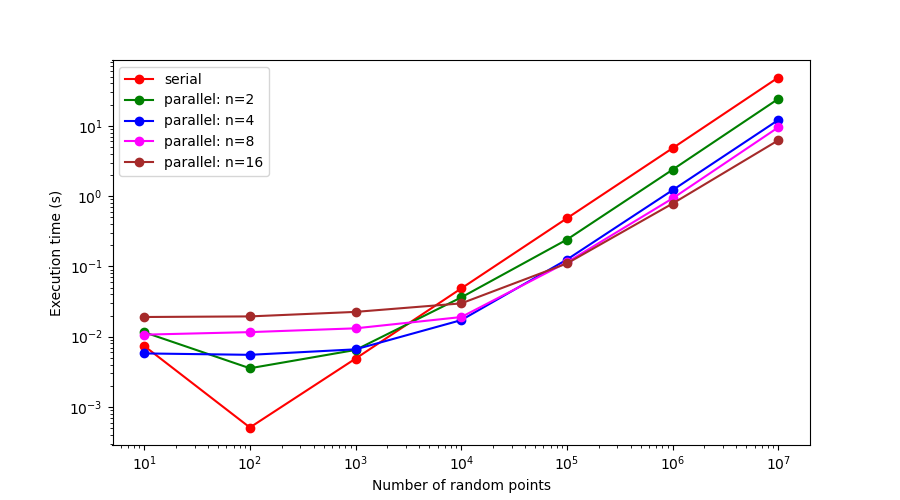 serial
parallel: n=2
parallel: n=4
parallel: n=8
parallel: n=16
Execution time (s)
10¹
10⁰
10⁻¹
10⁻²
10⁻³
10¹ 10² 10³ 10⁴ 10⁵ 10⁶ 10⁷
Number of random points